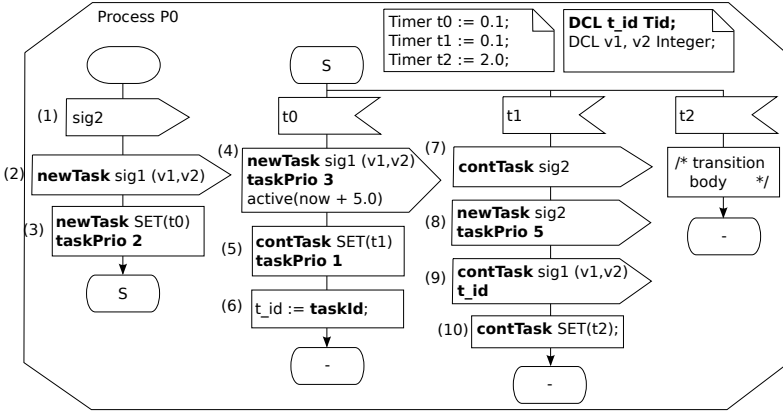 Process P0
Timer t0 := 0.1;
Timer t1 := 0.1;
Timer t2 := 2.0;
DCL t_id Tid;
DCL v1, v2 Integer;
(1)
sig2
(2)
newTask sig1 (v1,v2)
(3)
newTask SET(t0)
taskPrio 2
S
S
t0
(4)
newTask sig1 (v1,v2)
taskPrio 3
active(now + 5.0)
(5)
contTask SET(t1)
taskPrio 1
(6)
t_id := taskId;
-
t1
(7)
contTask sig2
(8)
newTask sig2
taskPrio 5
(9)
contTask sig1 (v1,v2)
t_id
(10)
contTask SET(t2);
-
t2
/* transition
body */
-